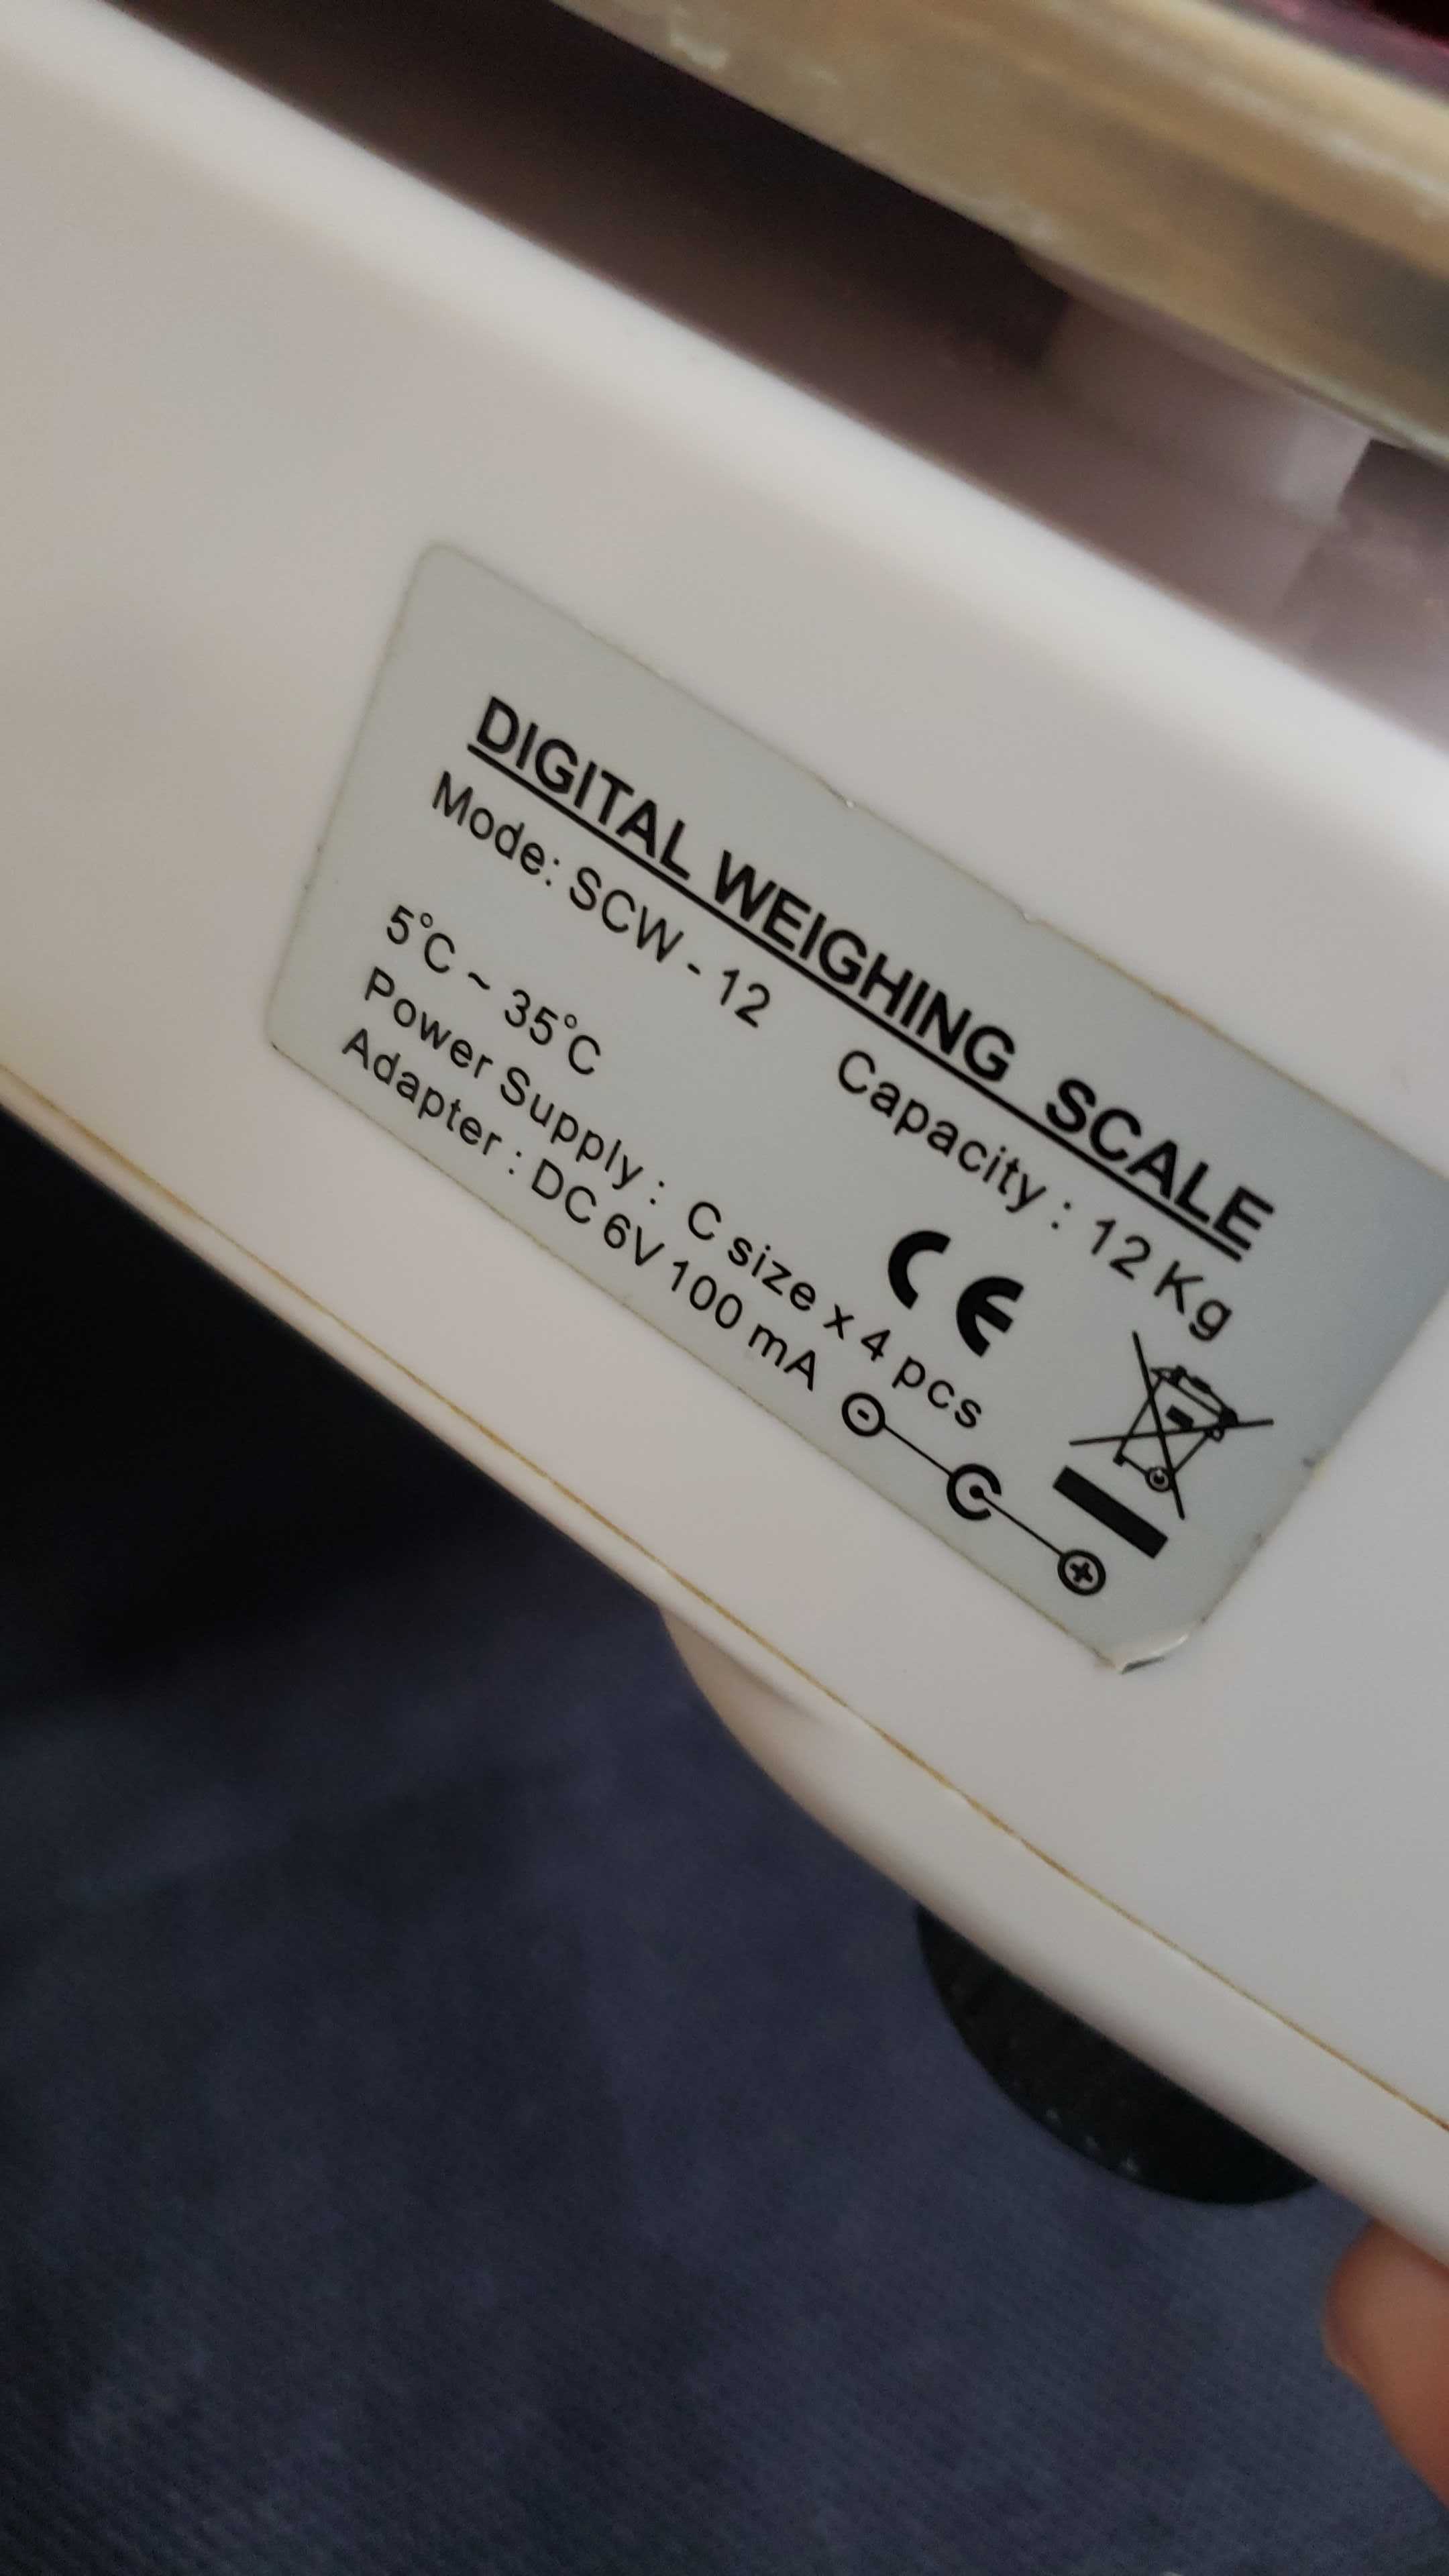 DIGITAL WEIGHING SCALE
Mode: SCW - 12 Capacity : 12 Kg
5°C ~ 35°C CE
Power Supply : C size x 4 pcs
Adapter : DC 6V 100 mA